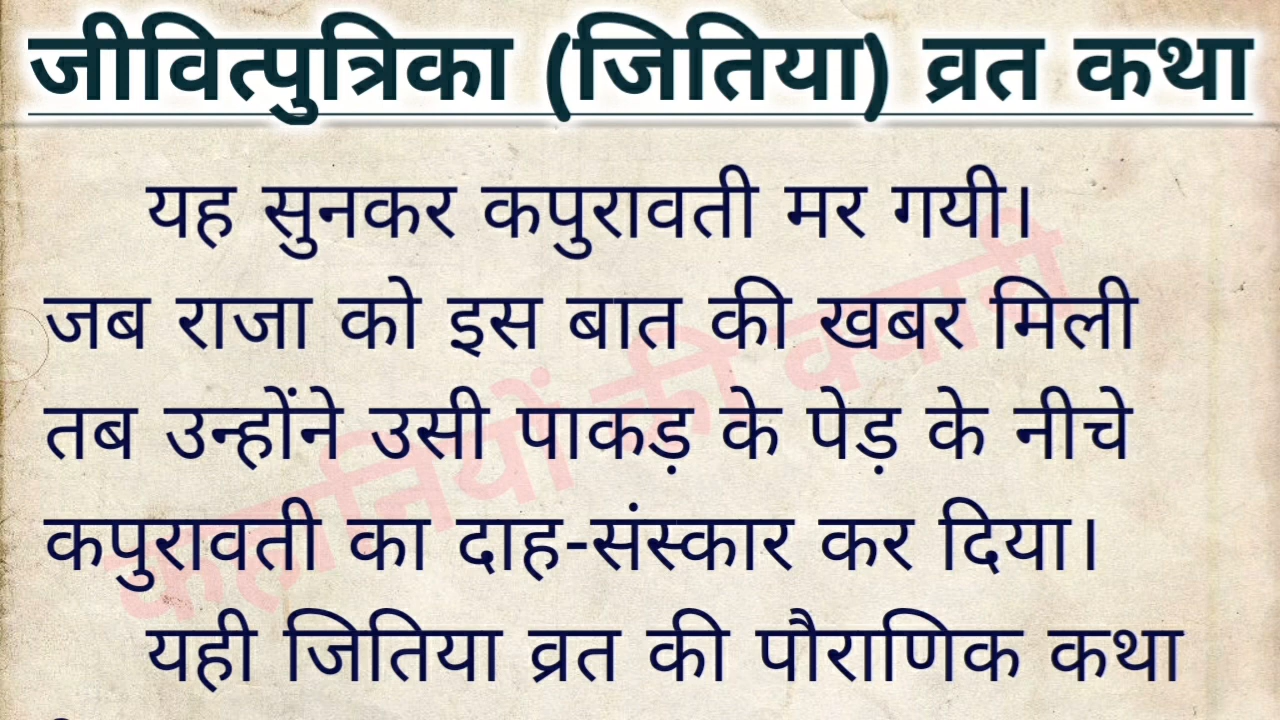 जीवित्पुत्रिका (जितिया) व्रत कथा
यह सुनकर कपुरावती मर गयी।
जब राजा को इस बात की खबर मिली
तब उन्होंने उसी पाकड़ के पेड़ के नीचे
कपुरावती का दाह-संस्कार कर दिया।
यही जितिया व्रत की पौराणिक कथा